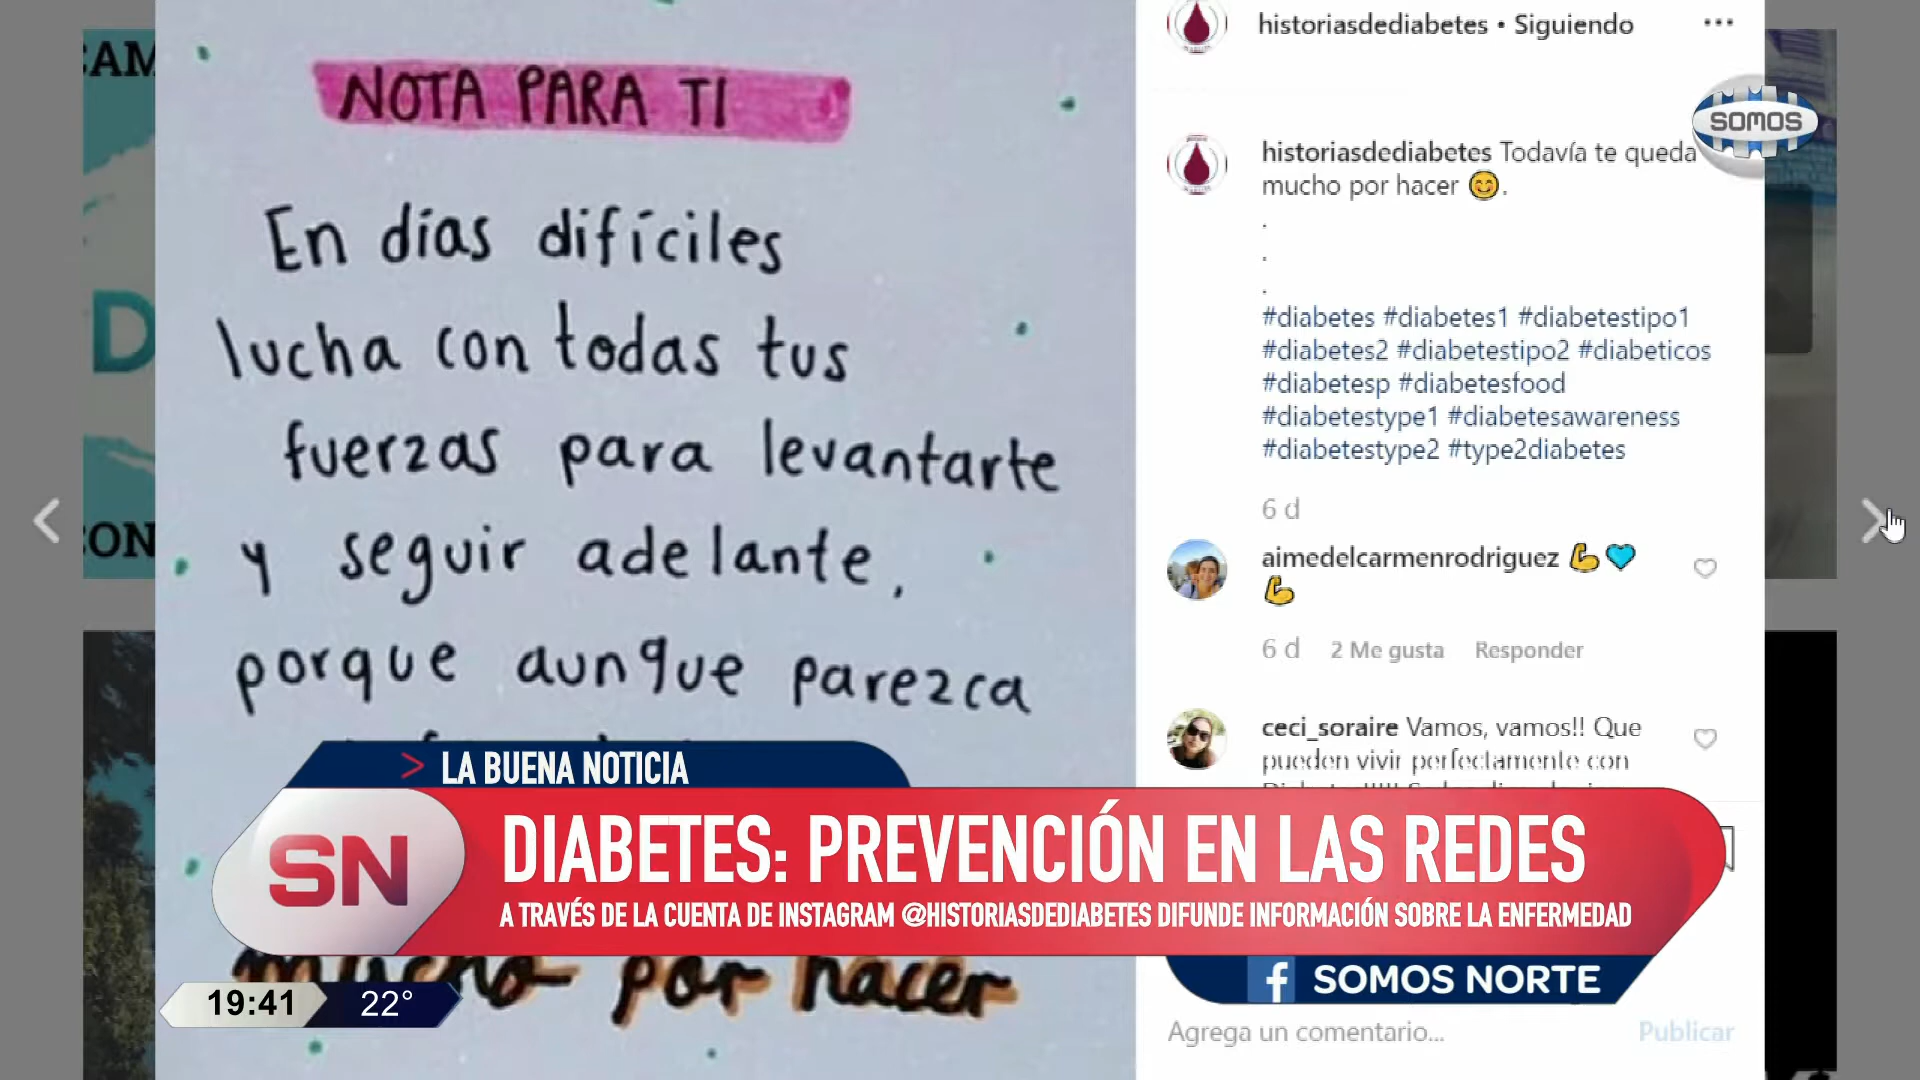 CAM
D
CON
NOTA PARA TI
En días difíciles
lucha con todas tus
fuerzas para levantarte
y seguir adelante,
porque aunque parezca
mucho por hacer
historiasdediabetes • Siguiendo
SOMOS
historiasdediabetes Todavía te queda
mucho por hacer 😊.
.
.
.
#diabetes #diabetes1 #diabetestipo1
#diabetes2 #diabetestipo2 #diabeticos
#diabetesp #diabetesfood
#diabetestype1 #diabetesawareness
#diabetestype2 #type2diabetes
6 d
aimedelcarmenrodriguez 💪💙
💪
6 d 2 Me gusta Responder
ceci_soraire Vamos, vamos!! Que
pueden vivir perfectamente con
> LA BUENA NOTICIA
SN
DIABETES: PREVENCIÓN EN LAS REDES
A TRAVÉS DE LA CUENTA DE INSTAGRAM @HISTORIASDEDIABETES DIFUNDE INFORMACIÓN SOBRE LA ENFERMEDAD
f SOMOS NORTE
19:41 22°
Agrega un comentario... Publicar